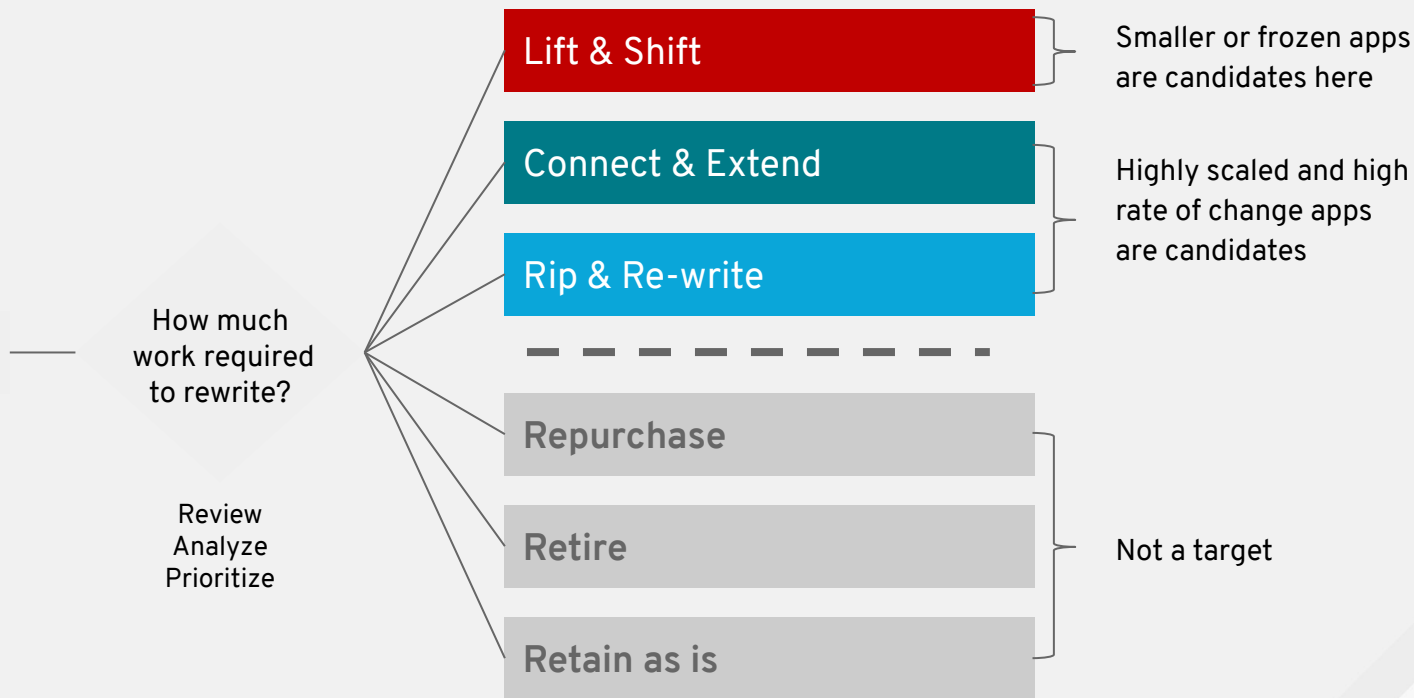 Lift & Shift
Smaller or frozen apps
are candidates here
Connect & Extend
Highly scaled and high
rate of change apps
are candidates
Rip & Re-write
How much
work required
to rewrite?
Review
Analyze
Prioritize
Repurchase
Retire
Not a target
Retain as is